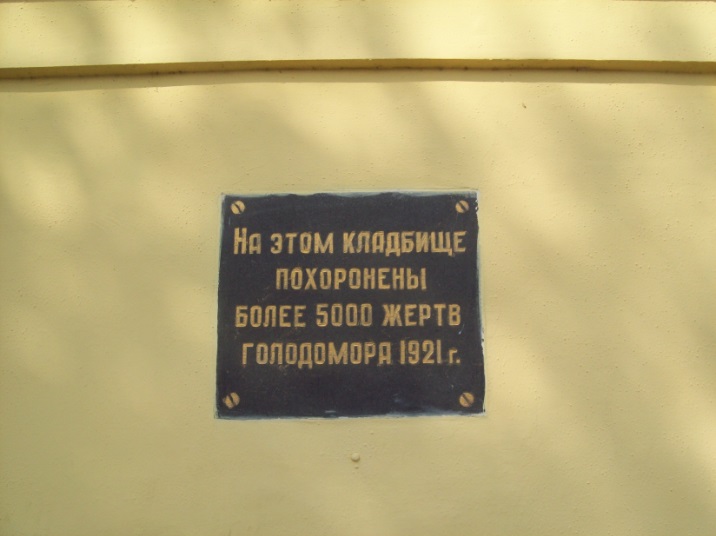 На этом кладбище
похоронены
более 5000 жертв
голодомора 1921 г.